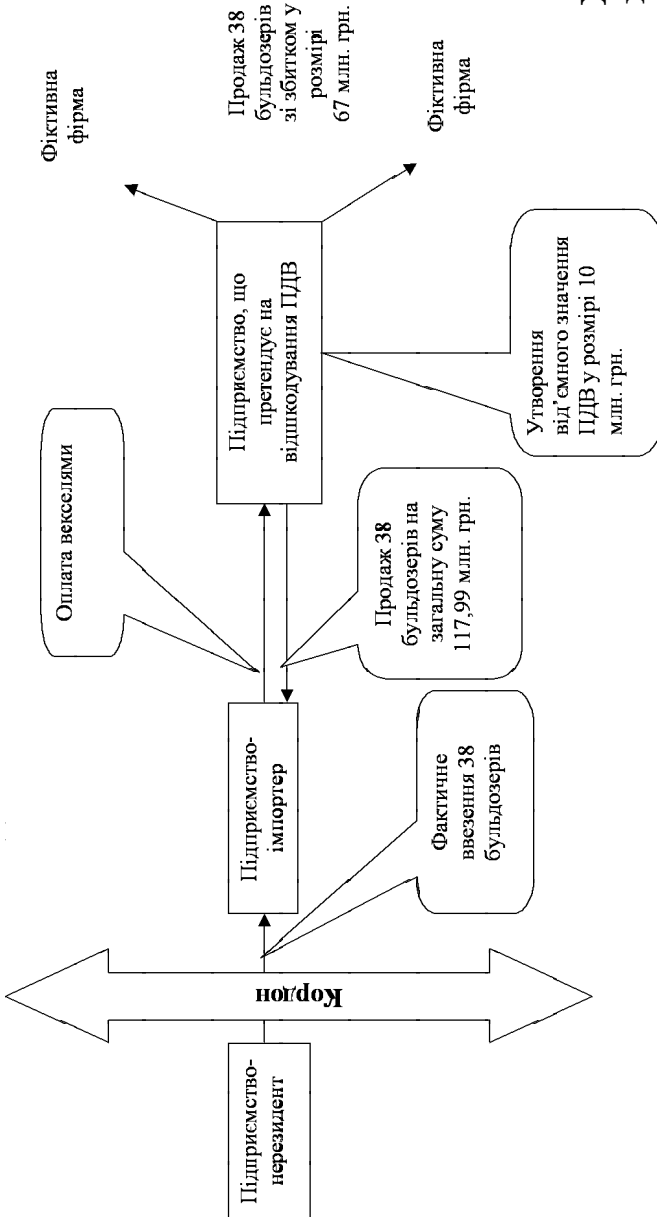 Підприємство-
нерезидент
Кордон
Підприємство-
імпортер
Фактичне
ввезення 38
бульдозерів
Оплата векселями
Продаж 38
бульдозерів на
загальну суму
117,99 млн. грн.
Підприємство, що
претендує на
відшкодування ПДВ
Утворення
від’ємного значення
ПДВ у розмірі 10
млн. грн.
Фіктивна
фірма
Продаж 38
бульдозерів
зі збитком у
розмірі
67 млн. грн.
Фіктивна
фірма